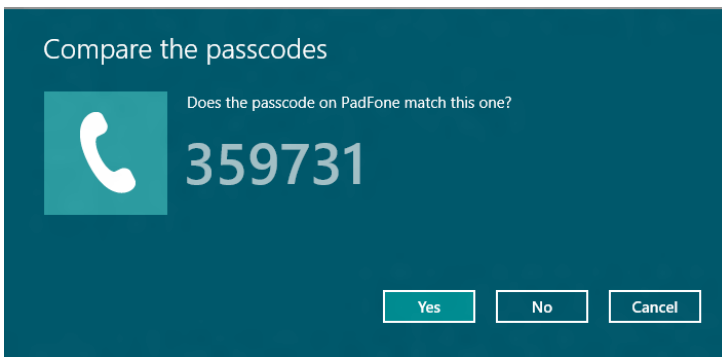 Compare the passcodes
Does the passcode on PadFone match this one?
359731
Yes No Cancel